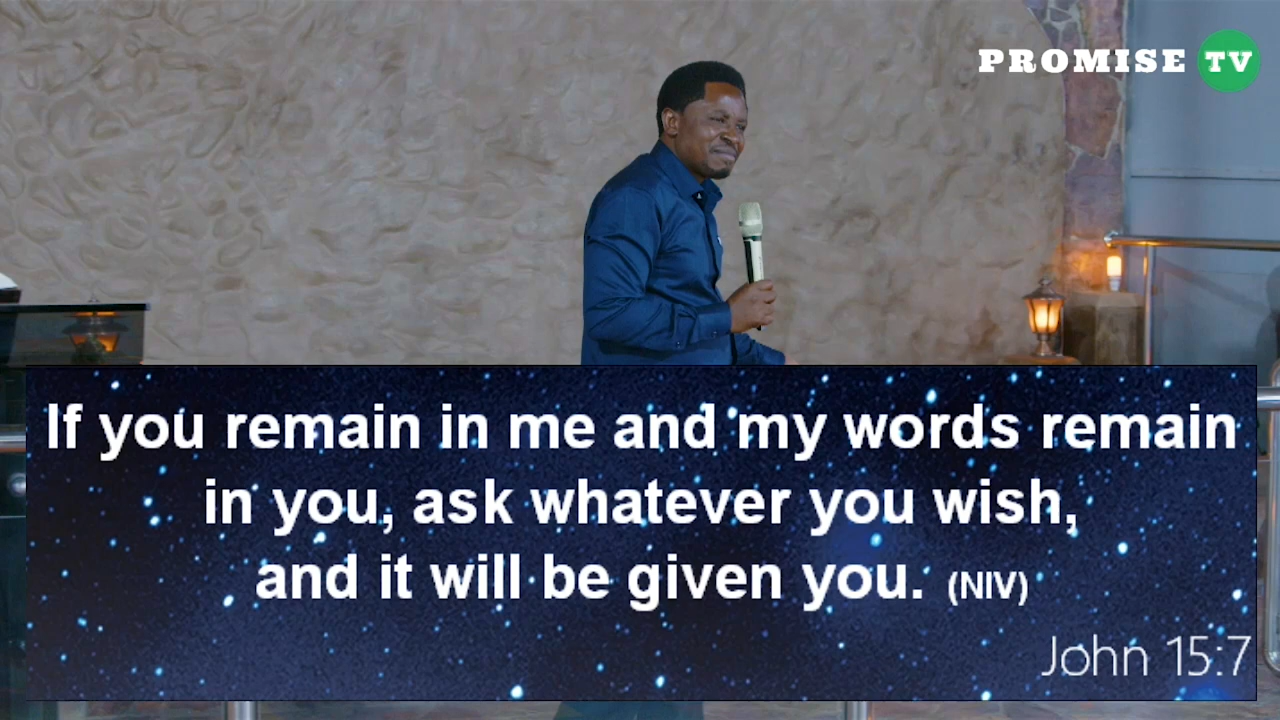 PROMISE TV
If you remain in me and my words remain
in you, ask whatever you wish,
and it will be given you. (NIV)
John 15:7